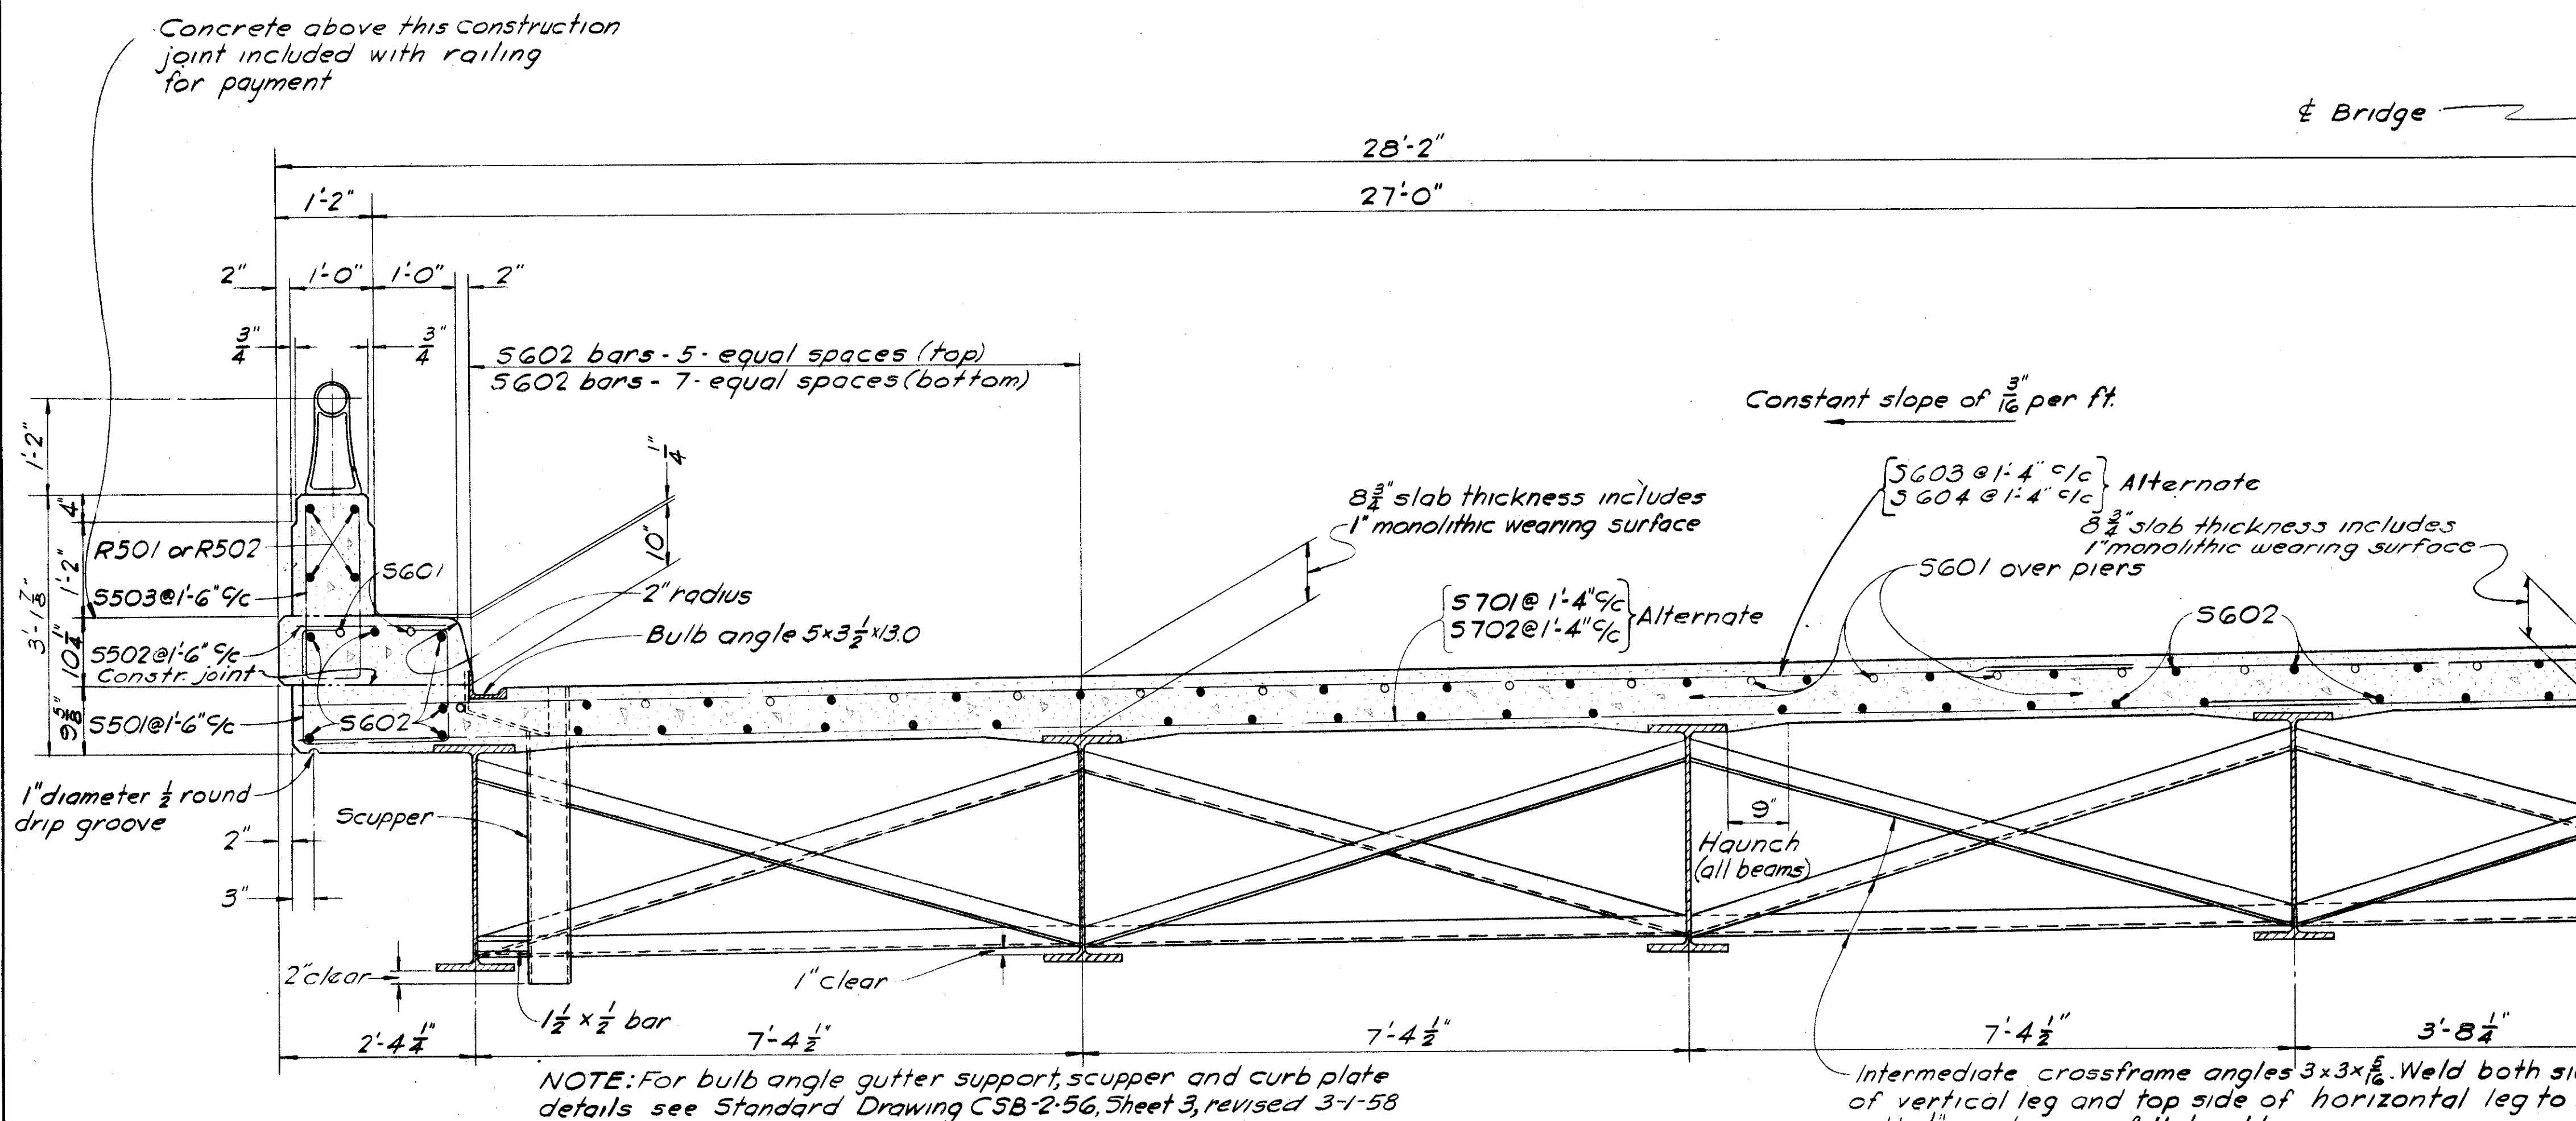 Concrete above this construction
joint included with railing
for payment
℄ Bridge
28'-2"
27'-0"
1'-2"
2" 1'-0" 1'-0" 2"
3/4" 3/4"
S602 bars - 5 - equal spaces (top)
S602 bars - 7 - equal spaces (bottom)
Constant slope of 3/16" per ft.
1'-2"
1/4"
10"
4"
1'-2"
3'-1 7/8"
10 1/4"
9 5/8"
R501 or R502
S601
S503@1'-6" c/c
S502@1'-6" c/c
Constr. joint
S501@1'-6" c/c
S602
2" radius
Bulb angle 5×3 1/2×13.0
8 3/4" slab thickness includes
1" monolithic wearing surface
S603 @ 1'-4" c/c
S604 @ 1'-4" c/c
Alternate
8 3/4" slab thickness includes
1" monolithic wearing surface
S601 over piers
S701@ 1'-4" c/c
S702@1'-4" c/c
Alternate
S602
1" diameter 1/2 round
drip groove
Scupper
2"
3"
9"
Haunch
(all beams)
2" clear
1" clear
1 1/2 × 1/2 bar
2'-4 1/4" 7'-4 1/2" 7'-4 1/2" 7'-4 1/2" 3'-8 1/4"
NOTE: For bulb angle gutter support, scupper and curb plate
details see Standard Drawing CSB-2-56, Sheet 3, revised 3-1-58
Intermediate crossframe angles 3×3×5/16. Weld both
of vertical leg and top side of horizontal leg to